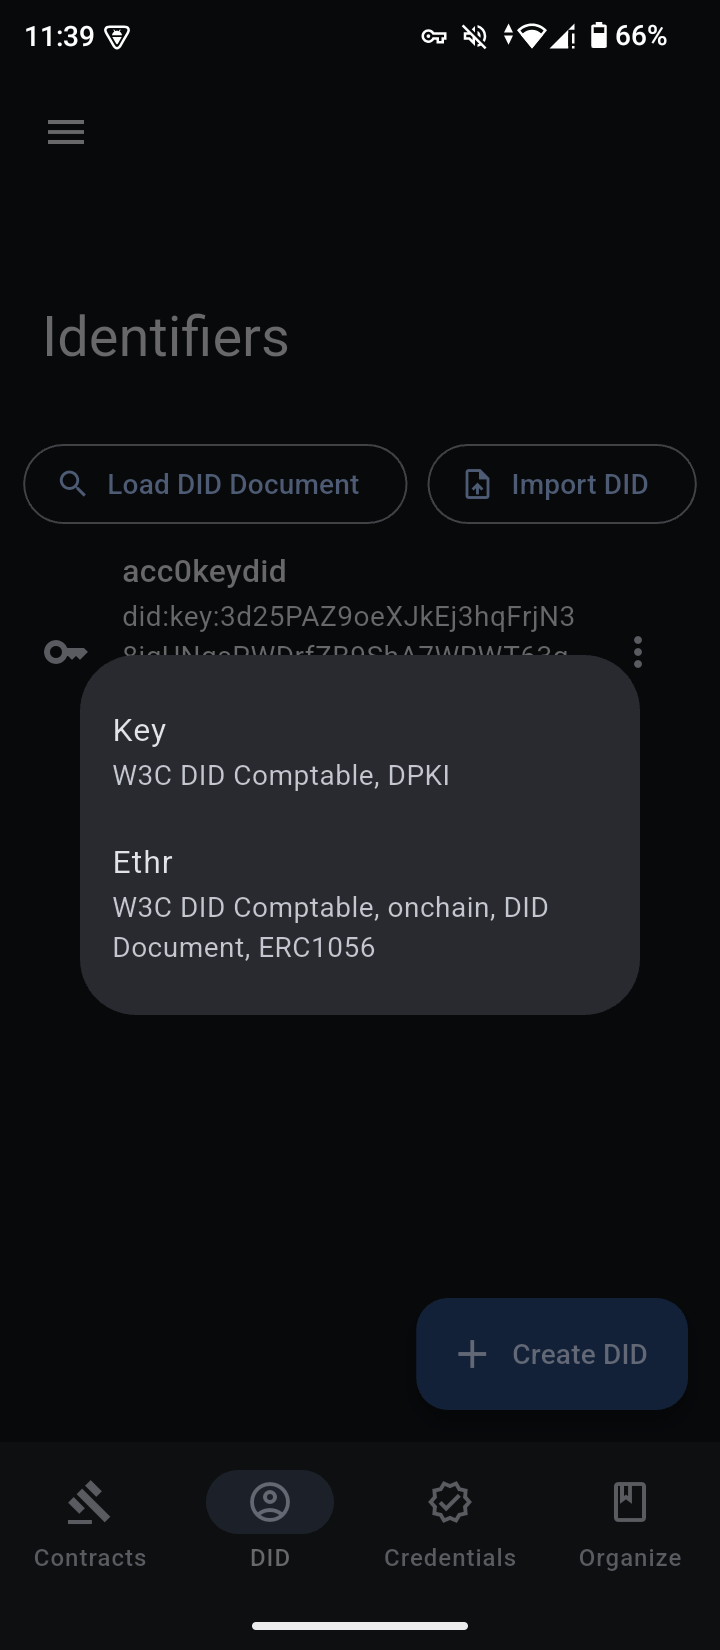 11:39
66%
Identifiers
Load DID Document
Import DID
acc0keydid
did:key:3d25PAZ9oeXJkEj3hqFrjN3
Key
W3C DID Comptable, DPKI
Ethr
W3C DID Comptable, onchain, DID
Document, ERC1056
Create DID
Contracts
DID
Credentials
Organize